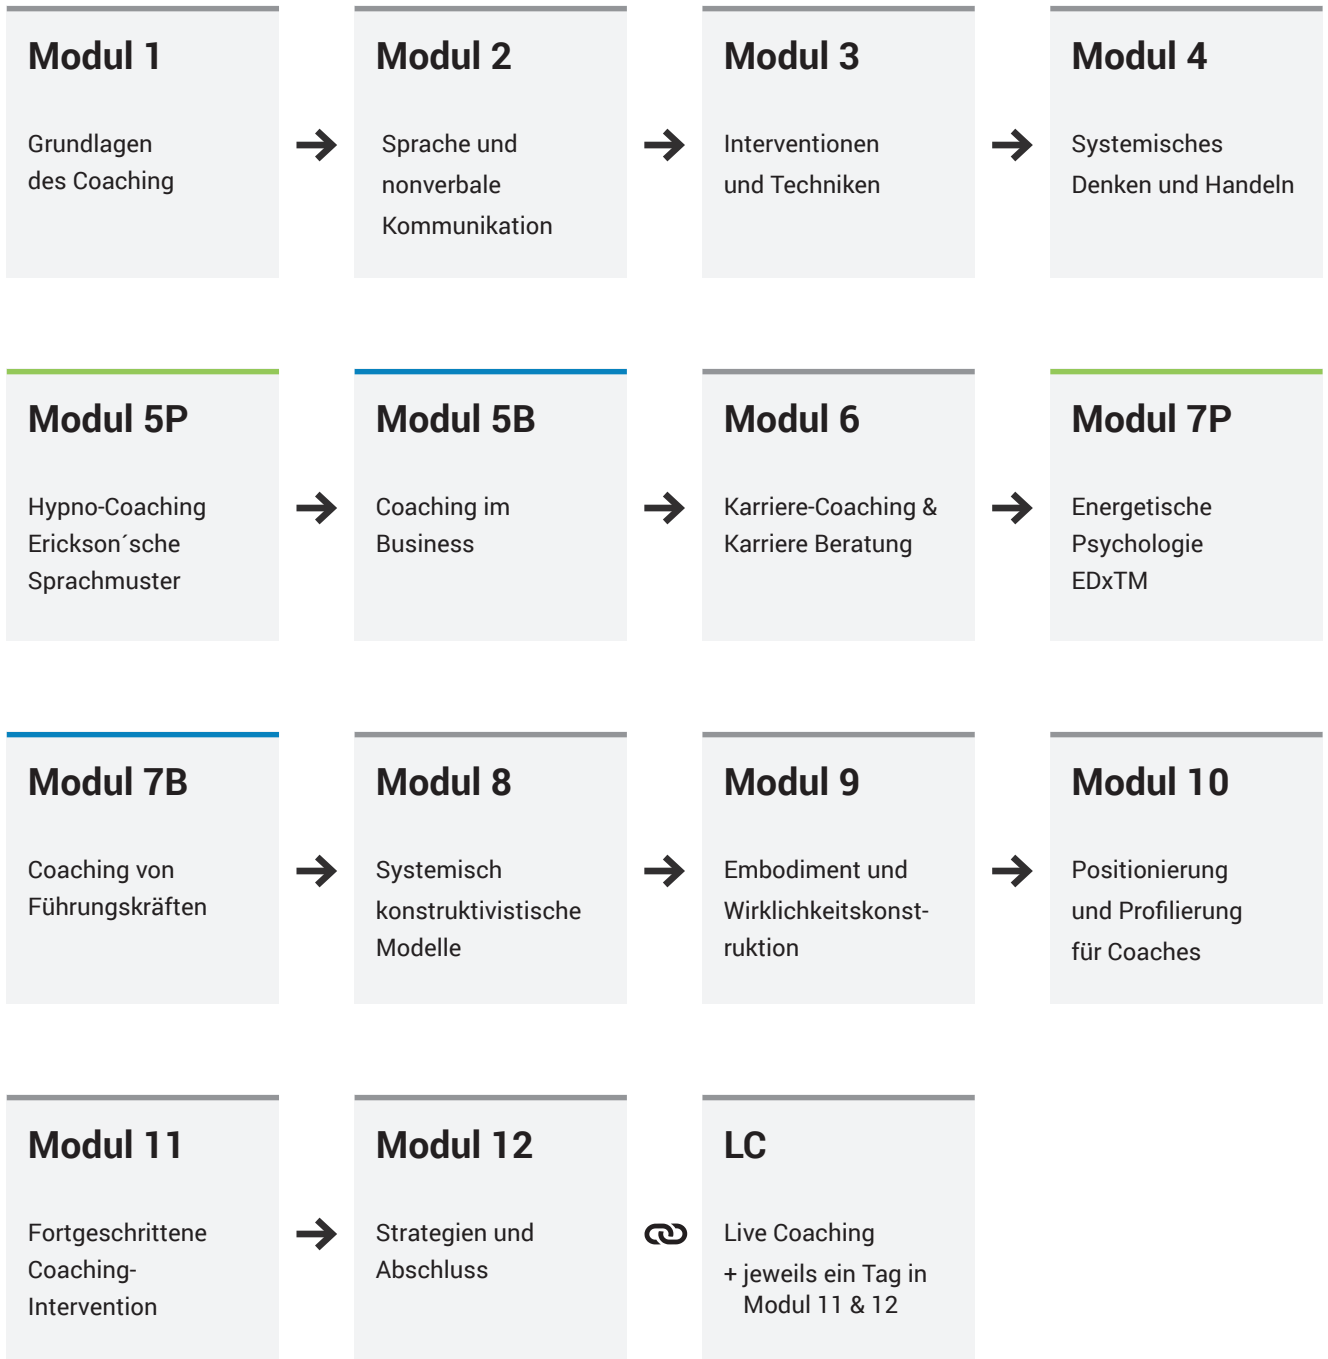 Modul 1
Grundlagen
des Coaching
Modul 2
Sprache und
nonverbale
Kommunikation
Modul 3
Interventionen
und Techniken
Modul 4
Systemisches
Denken und Handeln
Modul 5P
Hypno-Coaching
Erickson´sche
Sprachmuster
Modul 5B
Coaching im
Business
Modul 6
Karriere-Coaching &
Karriere Beratung
Modul 7P
Energetische
Psychologie
EDxTM
Modul 7B
Coaching von
Führungskräften
Modul 8
Systemisch
konstruktivistische
Modelle
Modul 9
Embodiment und
Wirklichkeitskonst-
ruktion
Modul 10
Positionierung
und Profilierung
für Coaches
Modul 11
Fortgeschrittene
Coaching-
Intervention
Modul 12
Strategien und
Abschluss
LC
Live Coaching
+ jeweils ein Tag in
Modul 11 & 12